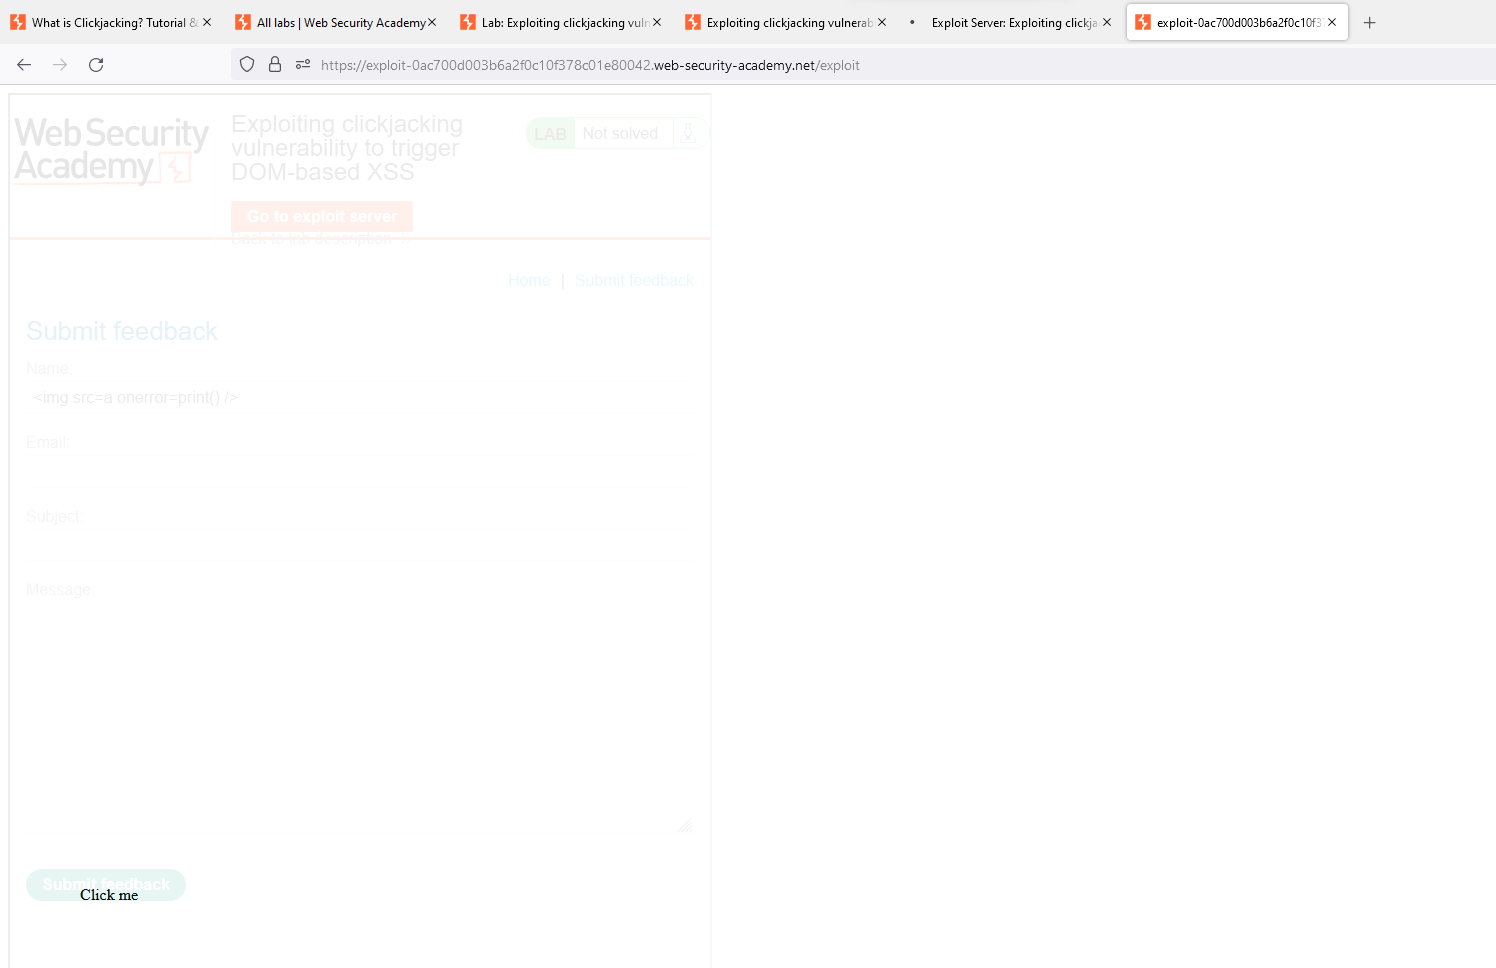 What is Clickjacking? Tutorial &
All labs | Web Security Academy
Lab: Exploiting clickjacking vuln
Exploiting clickjacking vulnerab
Exploit Server: Exploiting clickja
exploit-0ac700d003b6a2f0c10f37
https://exploit-0ac700d003b6a2f0c10f378c01e80042.web-security-academy.net/exploit
Web Security
Academy
Exploiting clickjacking
vulnerability to trigger
DOM-based XSS
LAB Not solved
Go to exploit server
Back to lab description
Home | Submit feedback
Submit feedback
Name:
<img src=a onerror=print() />
Email:
Subject:
Message:
Submit feedback
Click me